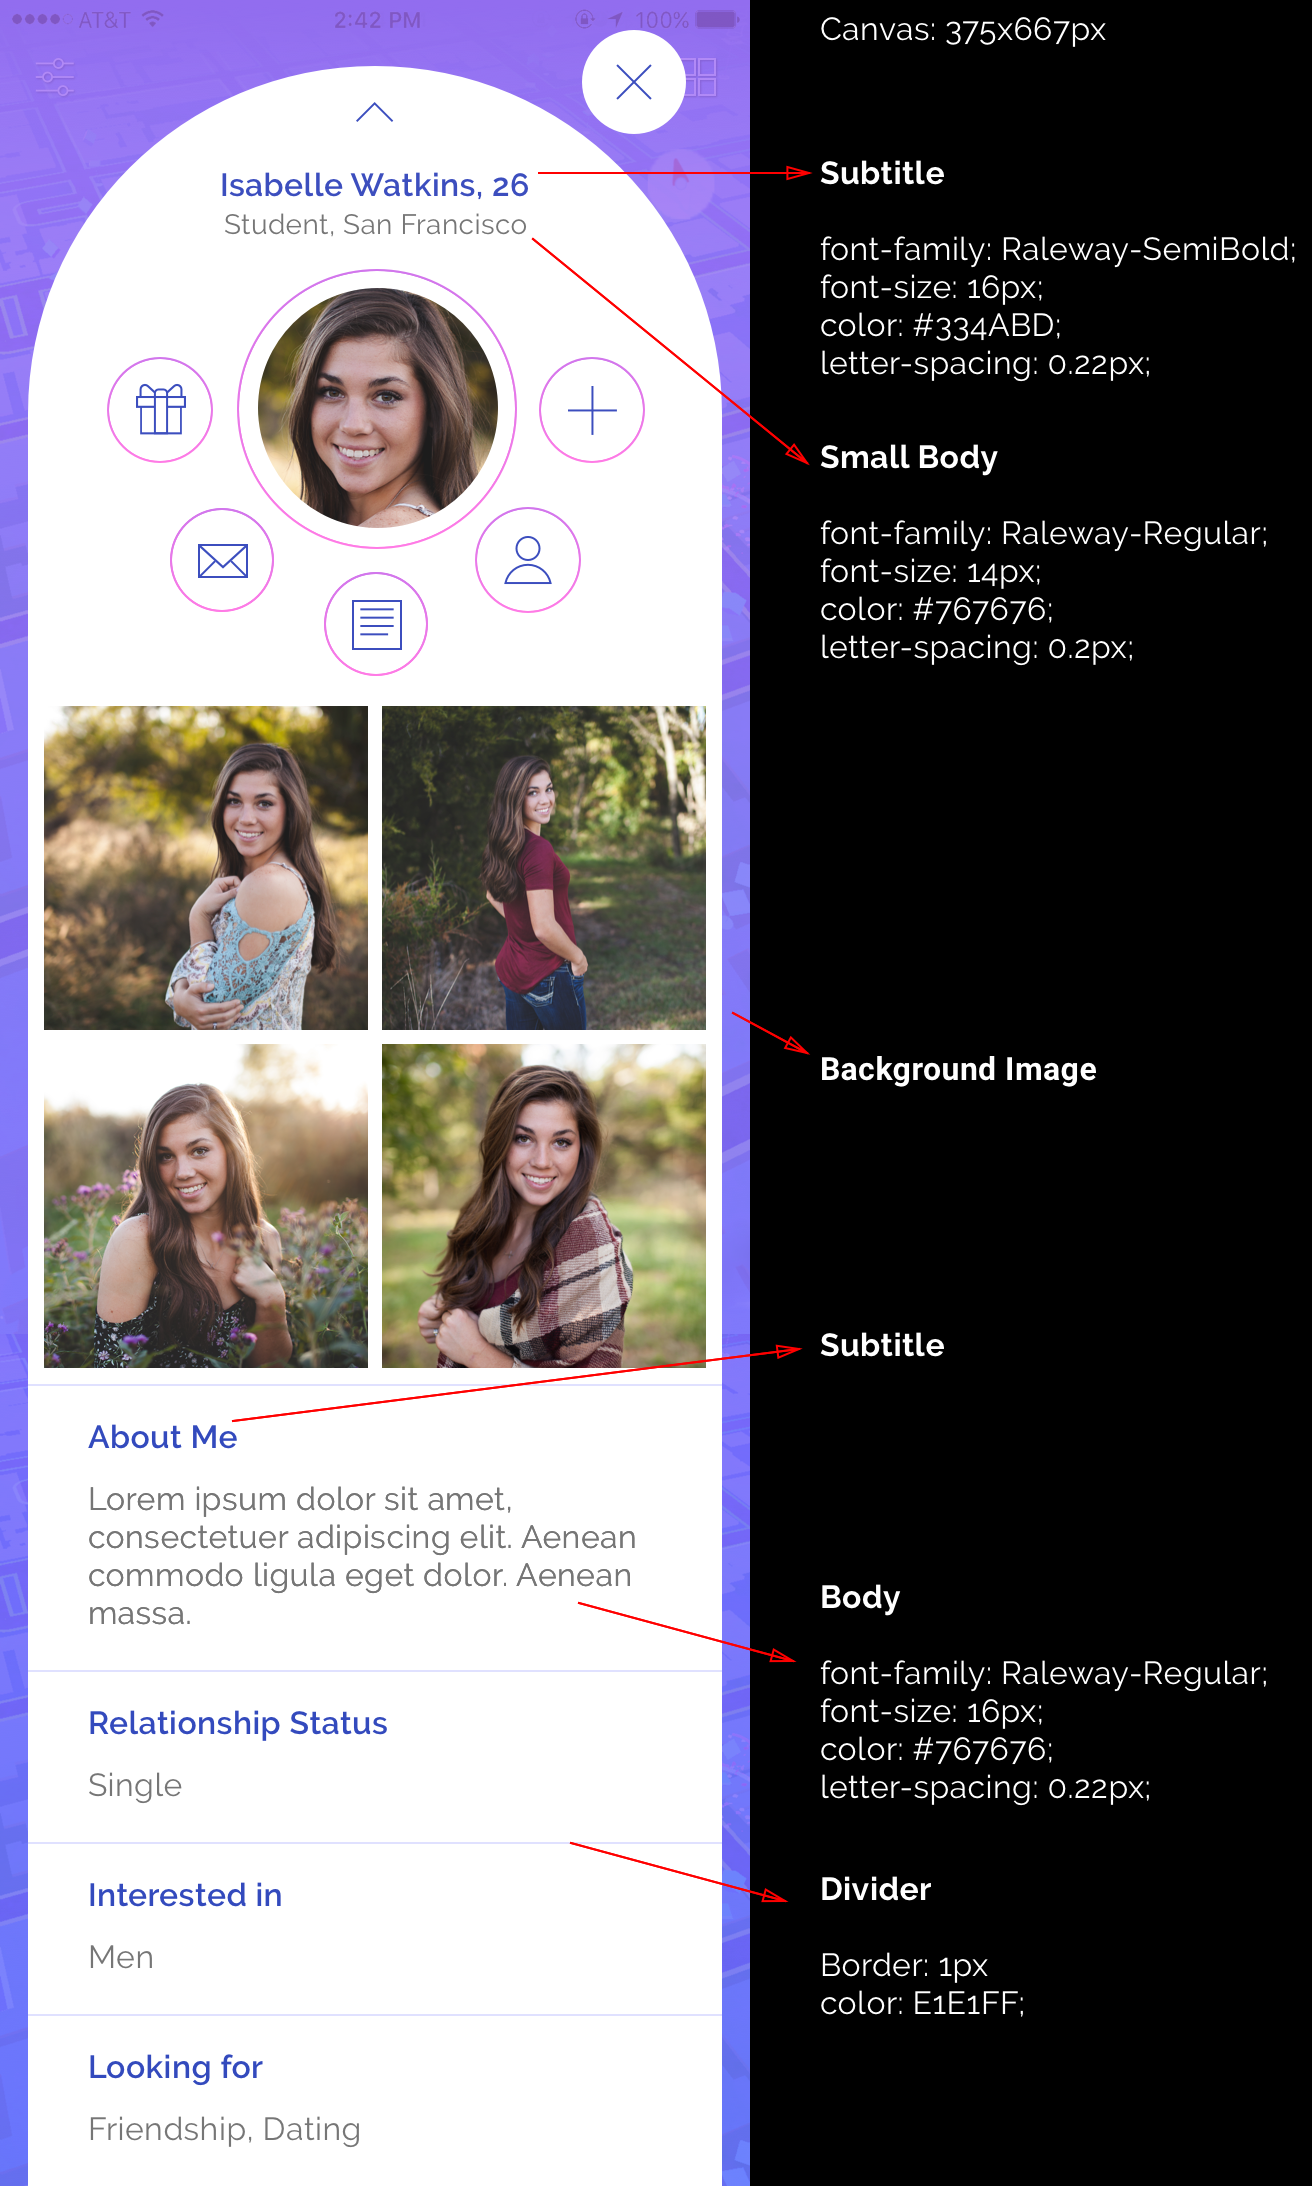 AT&T
2:42 PM
100%
Canvas: 375x667px
Isabelle Watkins, 26
Student, San Francisco
Subtitle
font-family: Raleway-SemiBold;
font-size: 16px;
color: #334ABD;
letter-spacing: 0.22px;
Small Body
font-family: Raleway-Regular;
font-size: 14px;
color: #767676;
letter-spacing: 0.2px;
Background Image
Subtitle
About Me
Lorem ipsum dolor sit amet,
consectetuer adipiscing elit. Aenean
commodo ligula eget dolor. Aenean
massa.
Body
font-family: Raleway-Regular;
font-size: 16px;
color: #767676;
letter-spacing: 0.22px;
Relationship Status
Single
Divider
Border: 1px
color: E1E1FF;
Interested in
Men
Looking for
Friendship, Dating